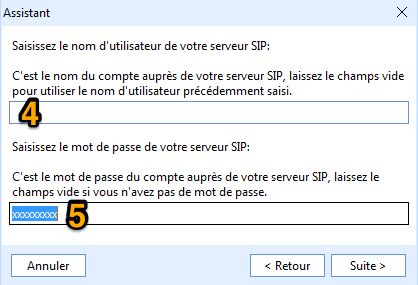 Assistant
Saisissez le nom d'utilisateur de votre serveur SIP:
C'est le nom du compte auprès de votre serveur SIP, laissez le champs vide
pour utiliser le nom d'utilisateur précédemment saisi.
4
Saisissez le mot de passe de votre serveur SIP:
C'est le mot de passe du compte auprès de votre serveur SIP, laissez le
champs vide si vous n'avez pas de mot de passe.
xxxxxxxxx 5
Annuler < Retour Suite >